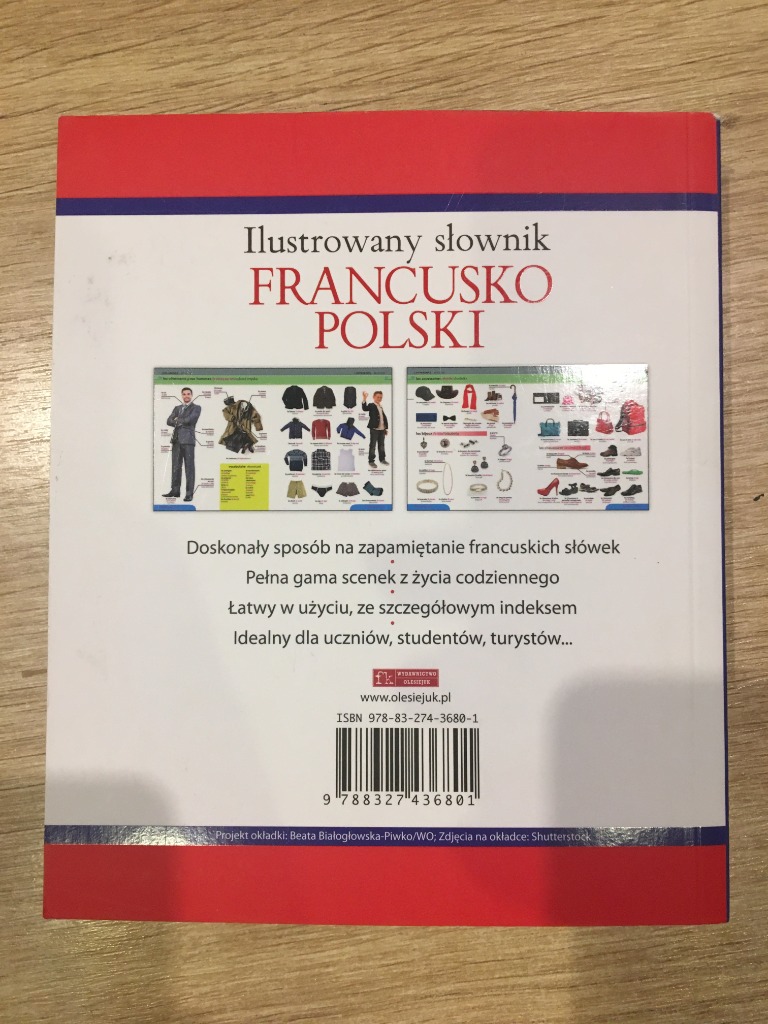 Ilustrowany słownik
FRANCUSKO
POLSKI
Doskonały sposób na zapamiętanie francuskich słówek
Pełna gama scenek z życia codziennego
Łatwy w użyciu, ze szczegółowym indeksem
Idealny dla uczniów, studentów, turystów...
fk WYDAWNICTWO
OLESIEJUK
www.olesiejuk.pl
ISBN 978-83-274-3680-1
9 788327 436801
Projekt okładki: Beata Białogłowska-Piwko/WO; Zdjęcia na okładce: Shutterstock